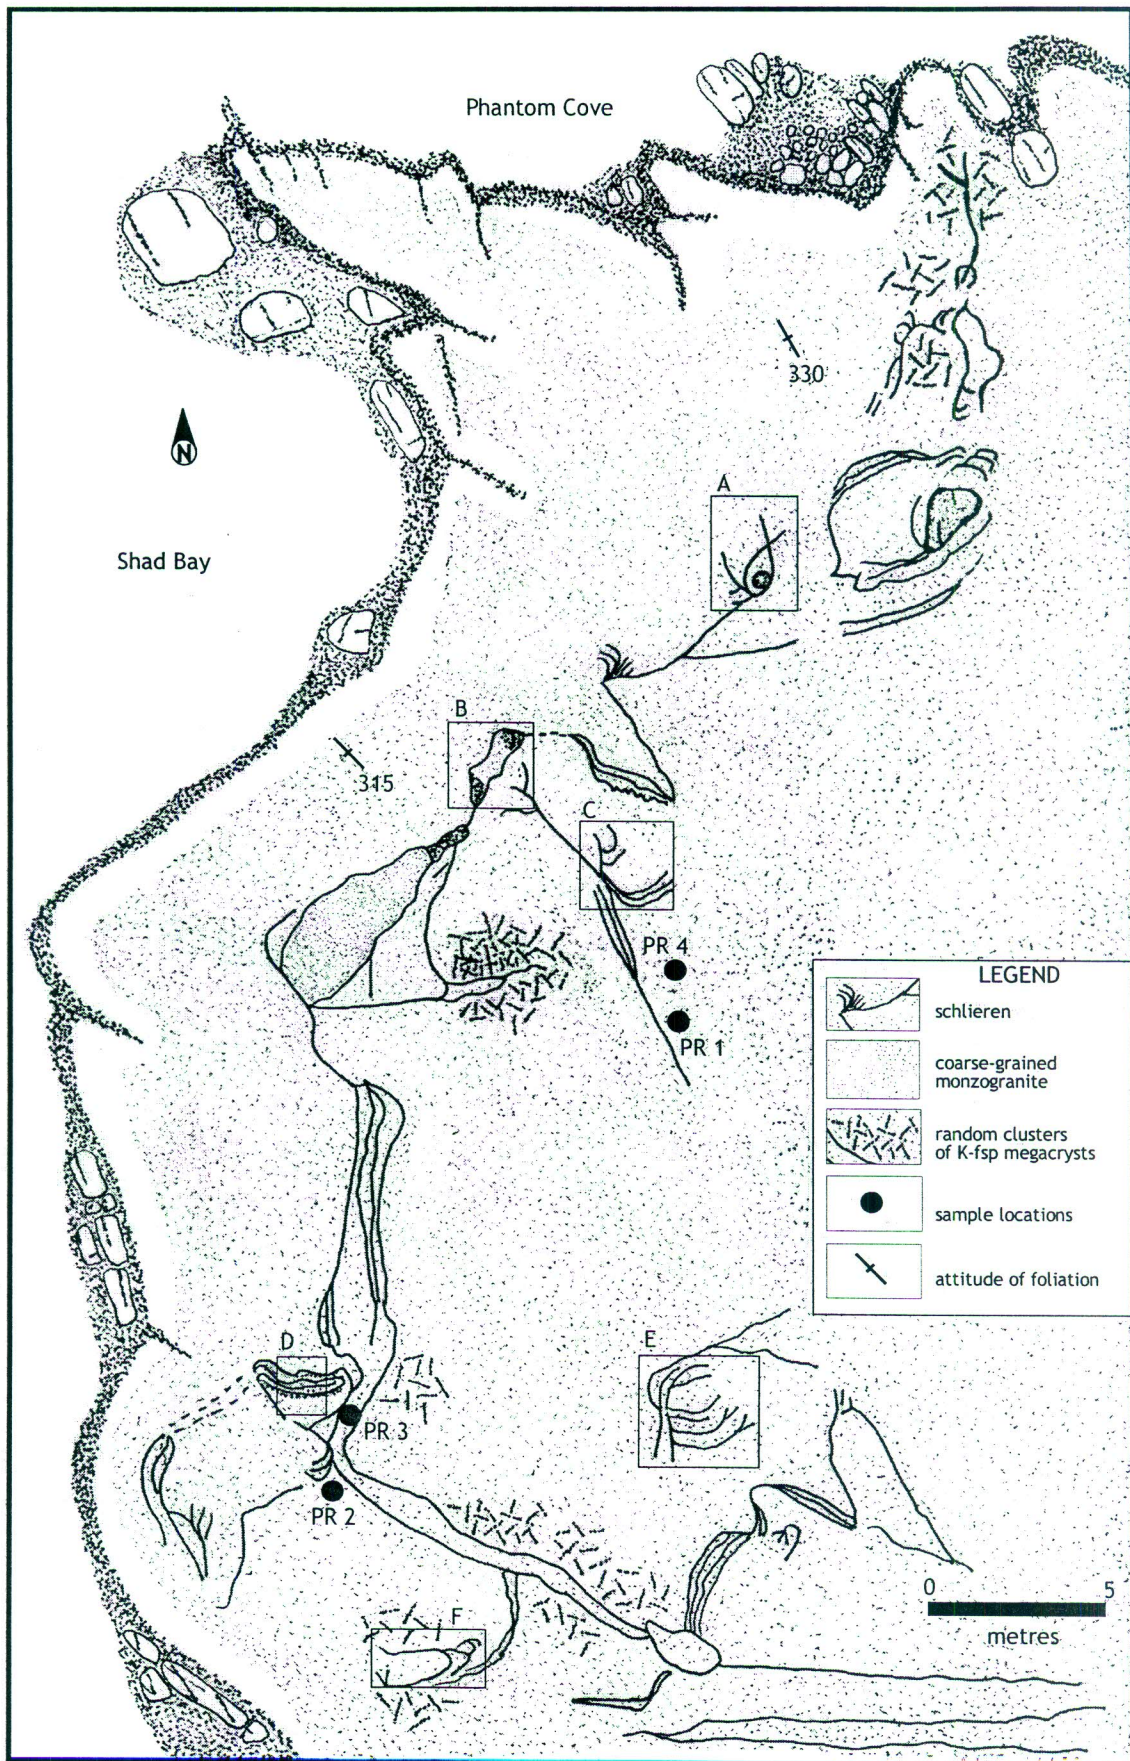 Phantom Cove
330
A
N
Shad Bay
B
315
C
PR 4
PR 1
LEGEND
schlieren
coarse-grained
monzogranite
random clusters
of K-fsp megacrysts
sample locations
attitude of foliation
D
E
PR 3
PR 2
F
0 5
metres